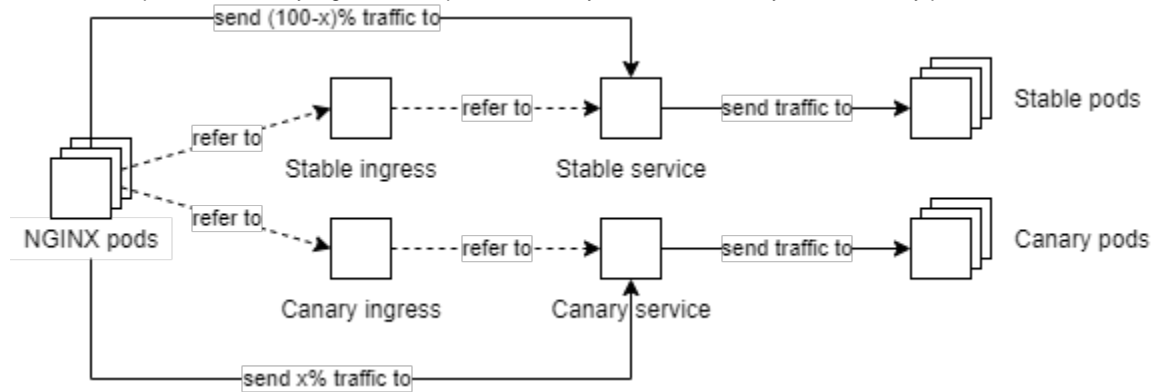 send (100-x)% traffic to
refer to
refer to
send traffic to
Stable pods
Stable ingress
Stable service
NGINX pods
refer to
refer to
send traffic to
Canary pods
Canary ingress
Canary service
send x% traffic to